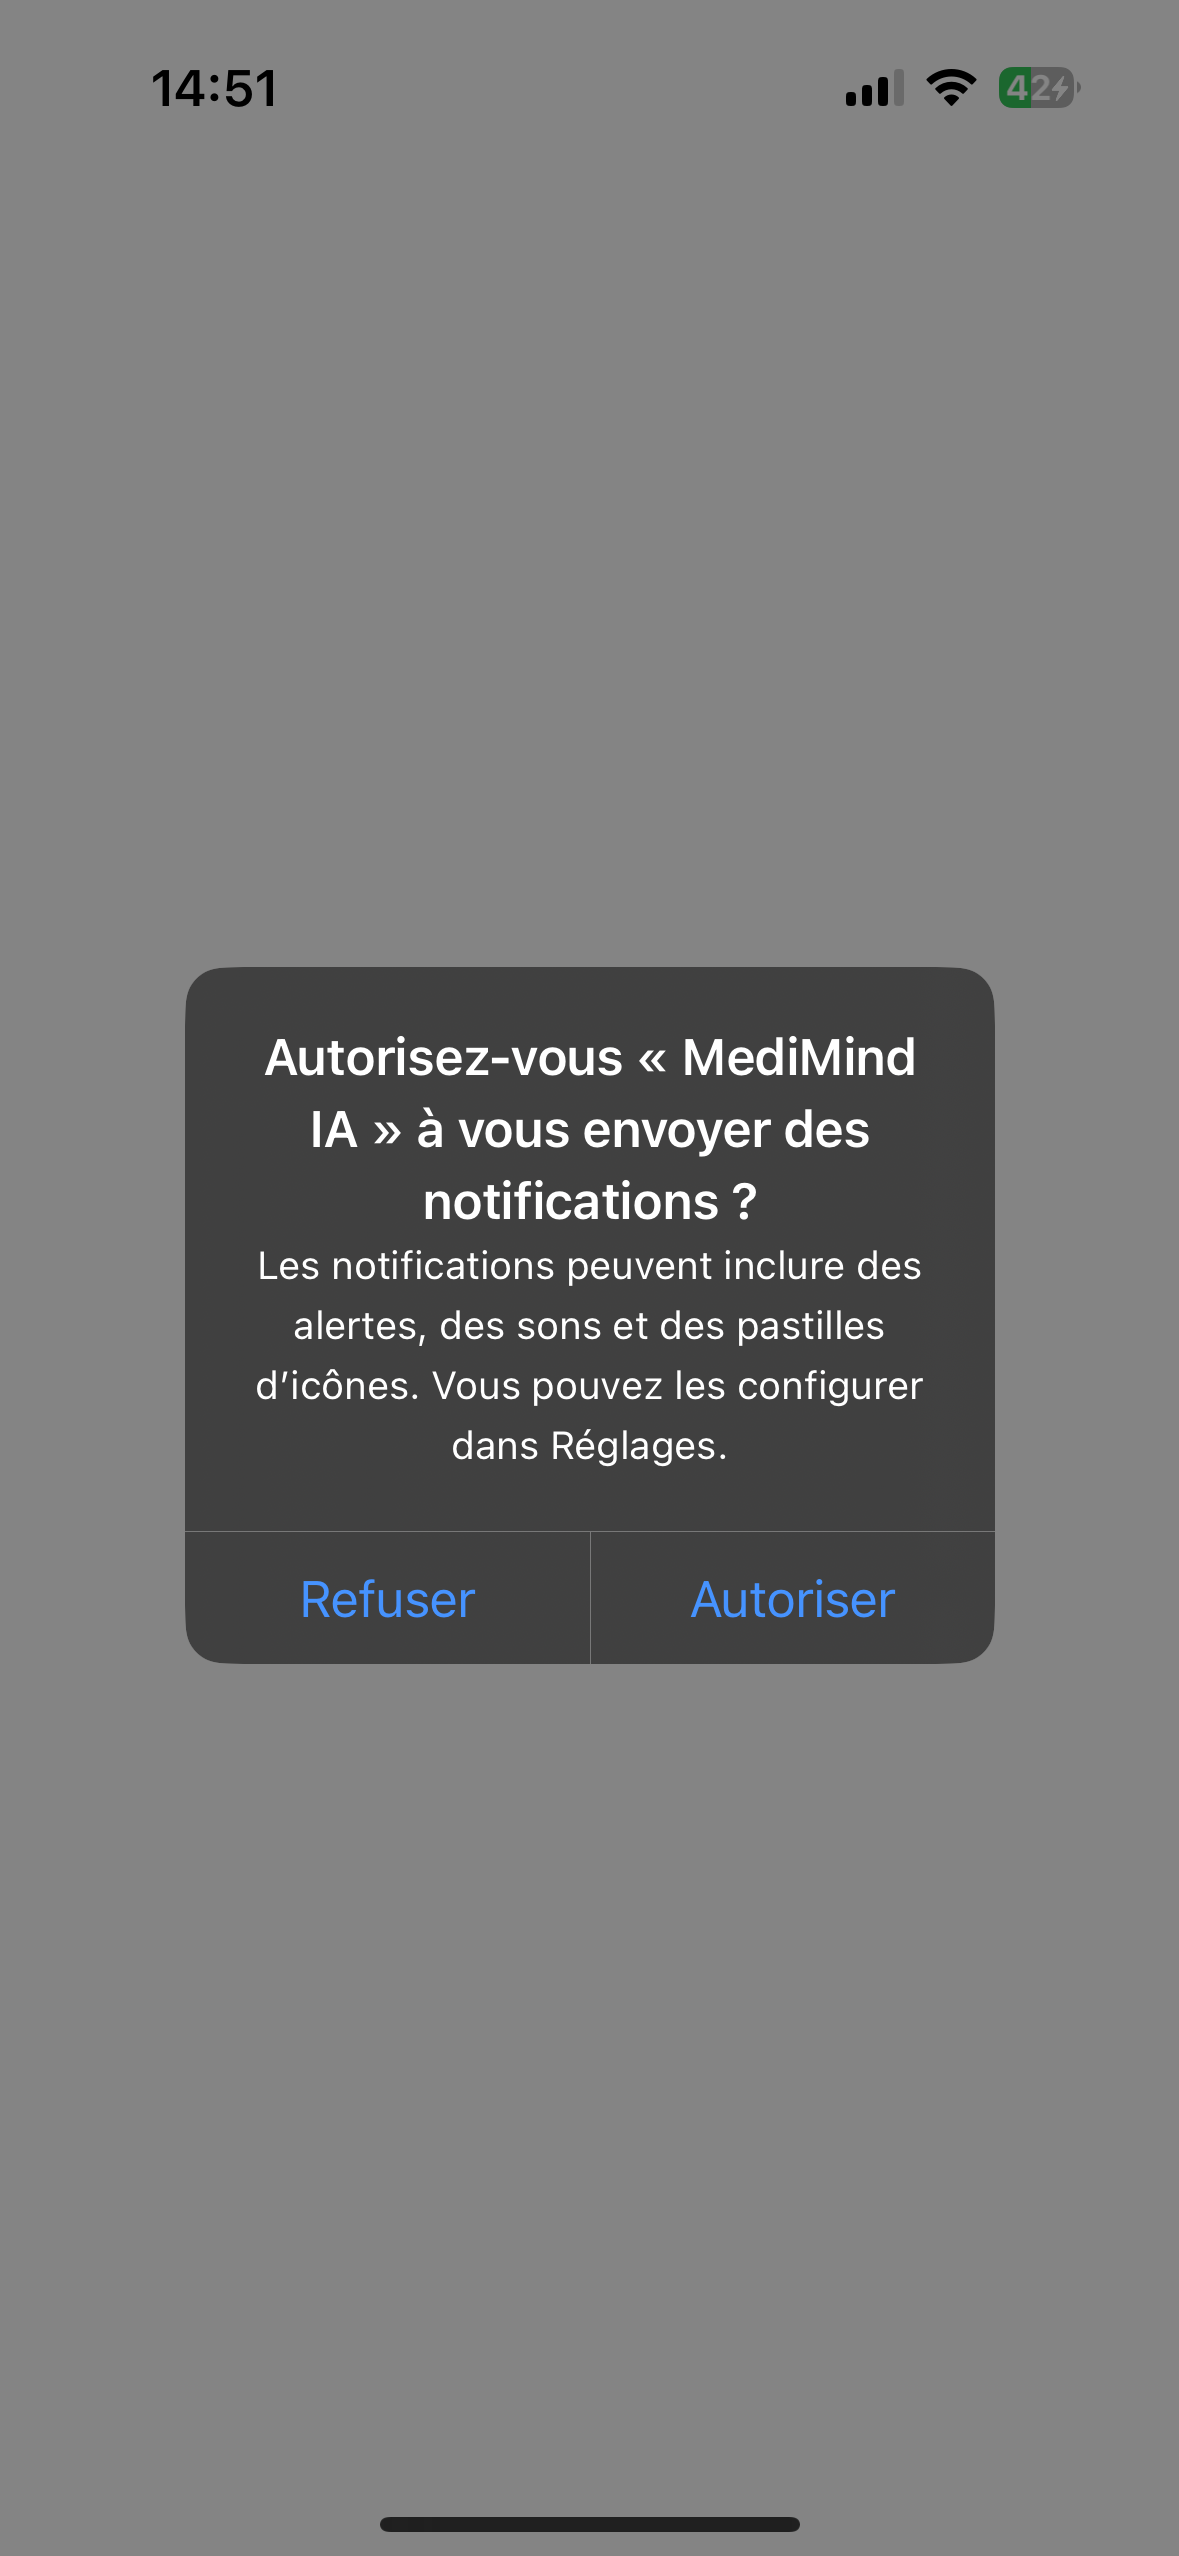 14:51
42
Autorisez-vous « MediMind
IA » à vous envoyer des
notifications ?
Les notifications peuvent inclure des
alertes, des sons et des pastilles
d’icônes. Vous pouvez les configurer
dans Réglages.
Refuser
Autoriser